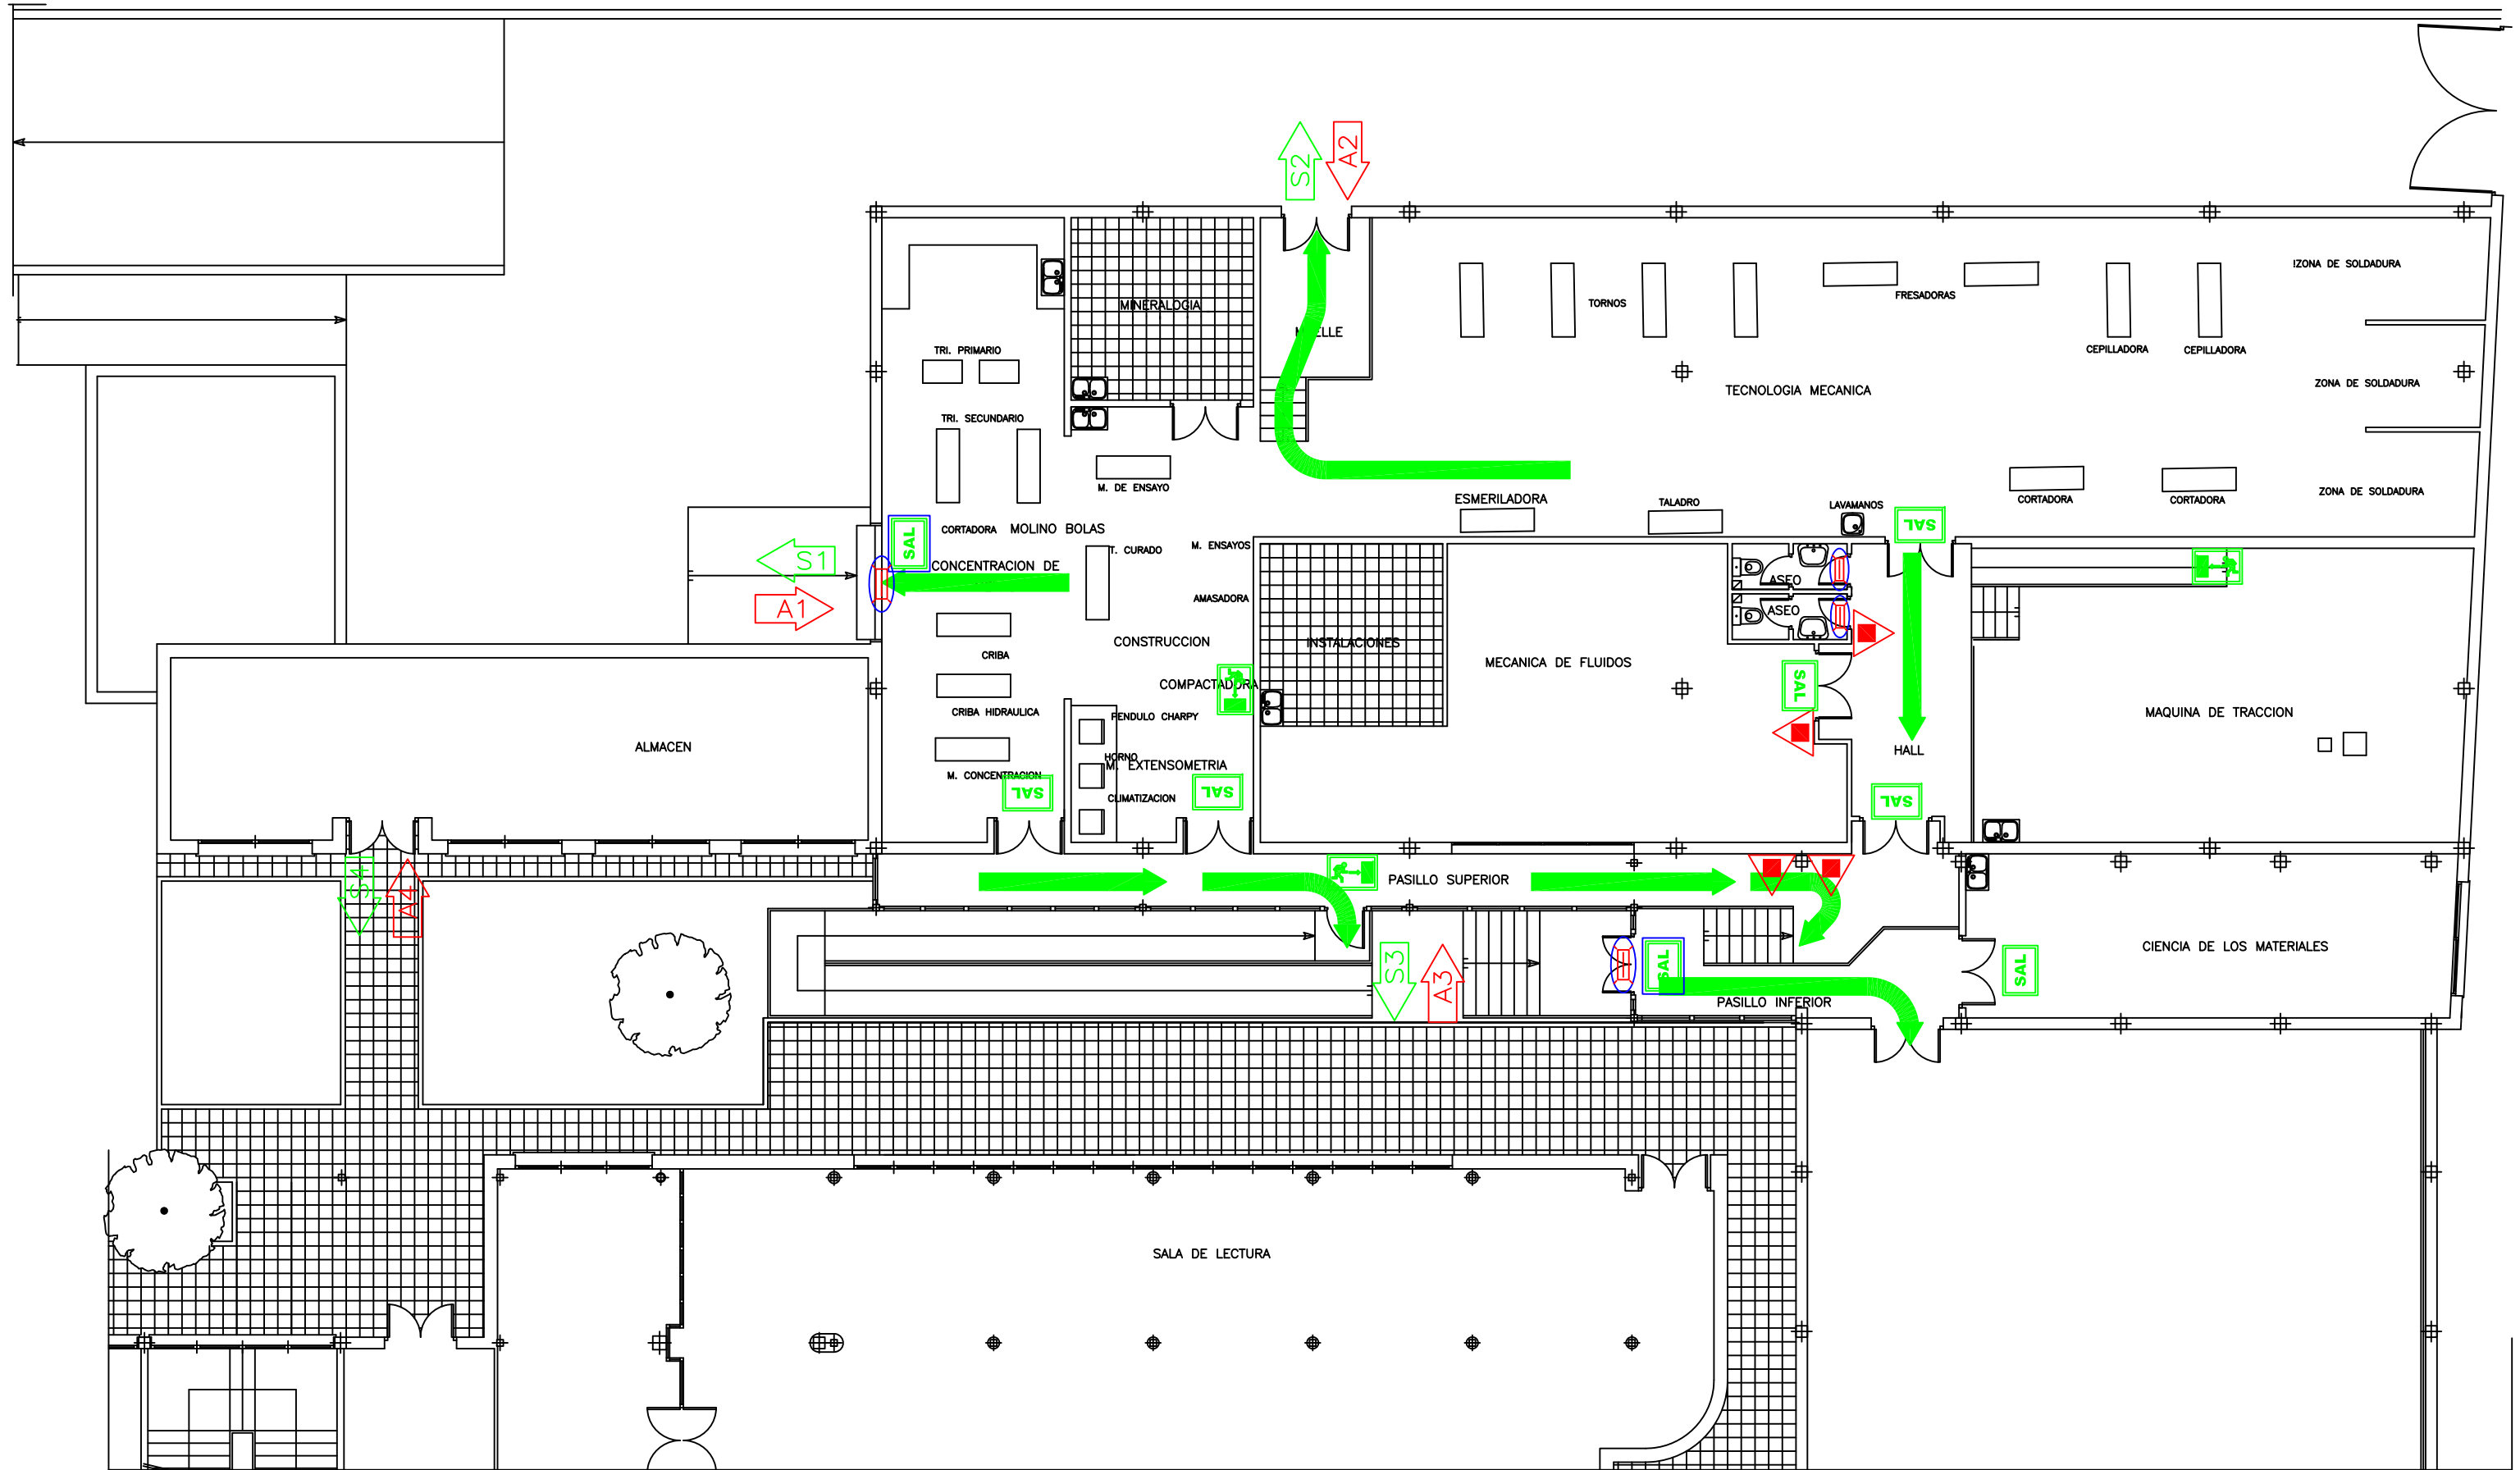 S2
A2
!ZONA DE SOLDADURA
FRESADORAS
TORNOS
MINERALOGIA
TRI. PRIMARIO
CEPILLADORA
CEPILLADORA
ZONA DE SOLDADURA
TECNOLOGIA MECANICA
TRI. SECUNDARIO
M. DE ENSAYO
ZONA DE SOLDADURA
ESMERILADORA
TALADRO
LAVAMANOS
CORTADORA
CORTADORA
CORTADORA
MOLINO BOLAS
SAL
SAL
T. CURADO
M. ENSAYOS
S1
CONCENTRACION DE
ASEO
A1
AMASADORA
ASEO
CONSTRUCCION
INSTALACIONES
CRIBA
MECANICA DE FLUIDOS
COMPACTADORA
SAL
CRIBA HIDRAULICA
PENDULO CHARPY
MAQUINA DE TRACCION
ALMACEN
HALL
HORNO
M. EXTENSOMETRIA
M. CONCENTRACION
SAL
SAL
CLIMATIZACION
SAL
S4
A4
PASILLO SUPERIOR
CIENCIA DE LOS MATERIALES
S3
A3
SAL
SAL
PASILLO INFERIOR
SALA DE LECTURA